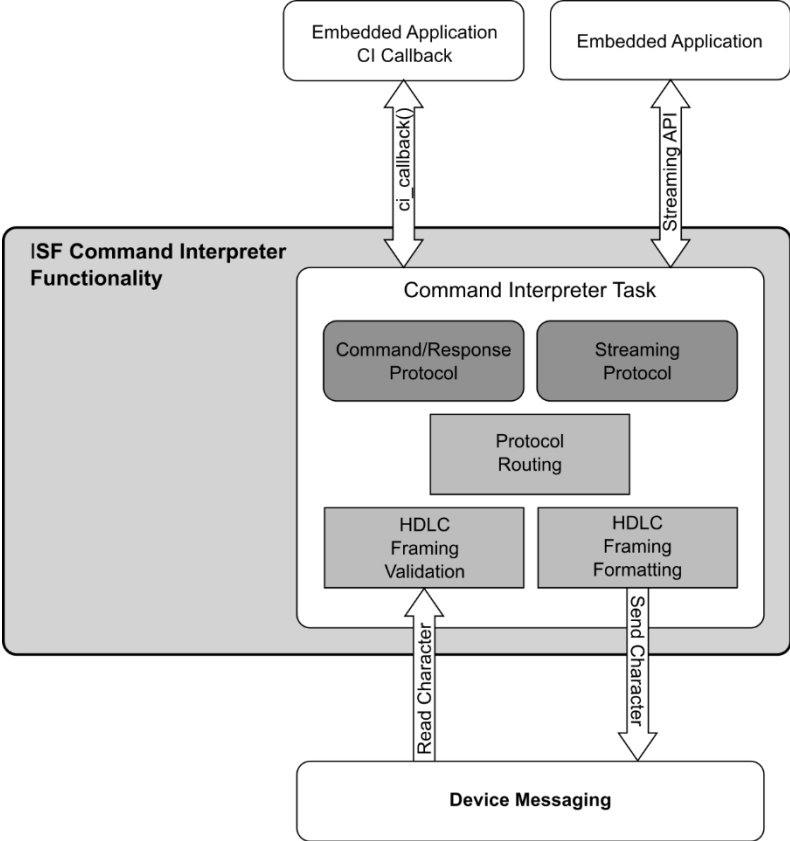 Embedded Application
CI Callback
Embedded Application
ci_callback()
Streaming API
ISF Command Interpreter
Functionality
Command Interpreter Task
Command/Response
Protocol
Streaming
Protocol
Protocol
Routing
HDLC
Framing
Validation
HDLC
Framing
Formatting
Read Character
Send Character
Device Messaging